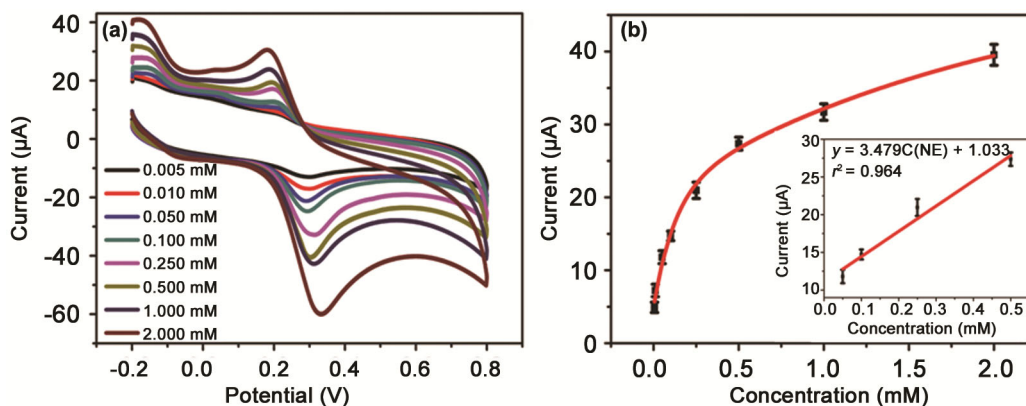 (a)
Current (µA)
40
20
0
-20
-40
-60
0.005 mM
0.010 mM
0.050 mM
0.100 mM
0.250 mM
0.500 mM
1.000 mM
2.000 mM
-0.2
0.0
0.2
0.4
0.6
0.8
Potential (V)
(b)
Current (µA)
50
40
30
20
10
0
0.0
0.5
1.0
1.5
2.0
Concentration (mM)
y = 3.479C(NE) + 1.033
r² = 0.964
Current (µA)
30
25
20
15
10
0.1
0.2
0.3
0.4
0.5
Concentration (mM)